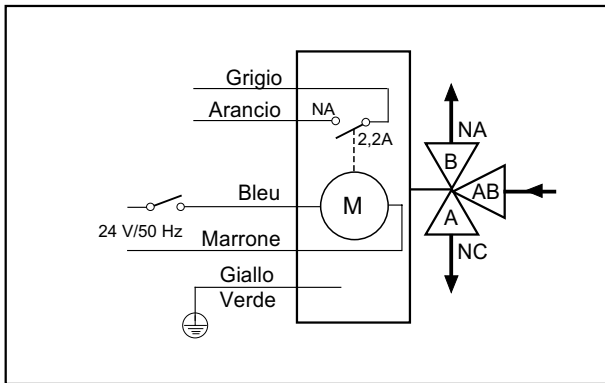 Grigio
Arancio
NA
2,2A
NA
B
AB
Bleu
M
24 V/50 Hz
A
Marrone
NC
Giallo
Verde